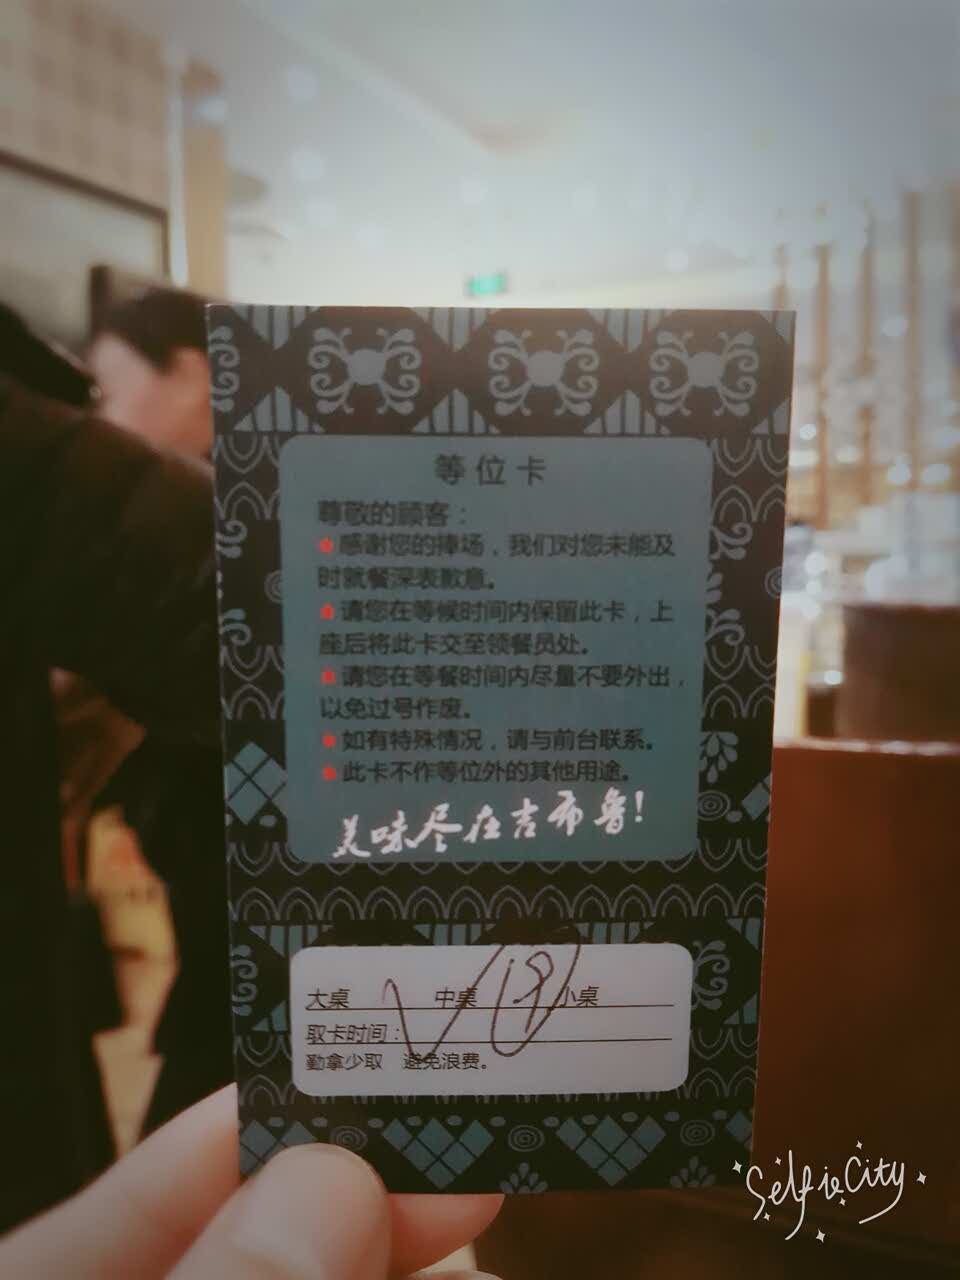 等位卡
尊敬的顾客：
感谢您的捧场，我们对您未能及
时就餐深表歉意。
请您在等候时间内保留此卡，上
座后将此卡交至领餐员处。
请您在等餐时间内尽量不要外出，
以免过号作废。
如有特殊情况，请与前台联系。
此卡不作等位外的其他用途。
美味尽在吉布鲁!
大桌 中桌 小桌
取卡时间：
勤拿少取 避免浪费。
SelfieCity